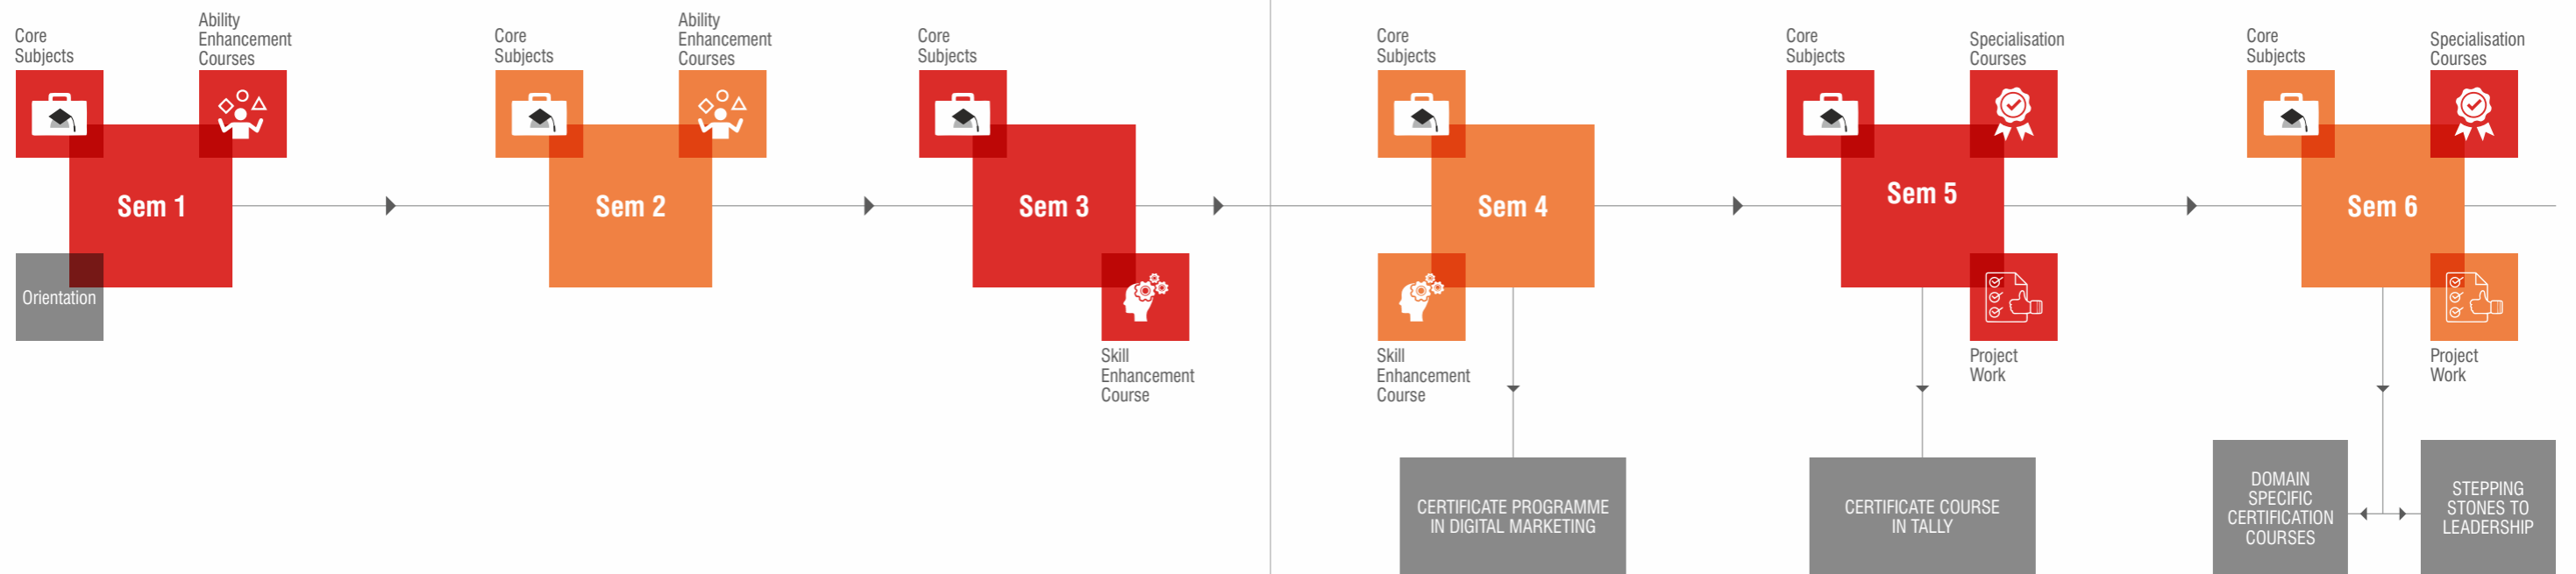 Core
Subjects
Ability
Enhancement
Courses
Sem 1
Orientation
Core
Subjects
Ability
Enhancement
Courses
Sem 2
Core
Subjects
Sem 3
Skill
Enhancement
Course
Core
Subjects
Sem 4
Skill
Enhancement
Course
CERTIFICATE PROGRAMME
IN DIGITAL MARKETING
Core
Subjects
Specialisation
Courses
Sem 5
Project
Work
CERTIFICATE COURSE
IN TALLY
Core
Subjects
Specialisation
Courses
Sem 6
Project
Work
DOMAIN
SPECIFIC
CERTIFICATION
COURSES
STEPPING
STONES TO
LEADERSHIP